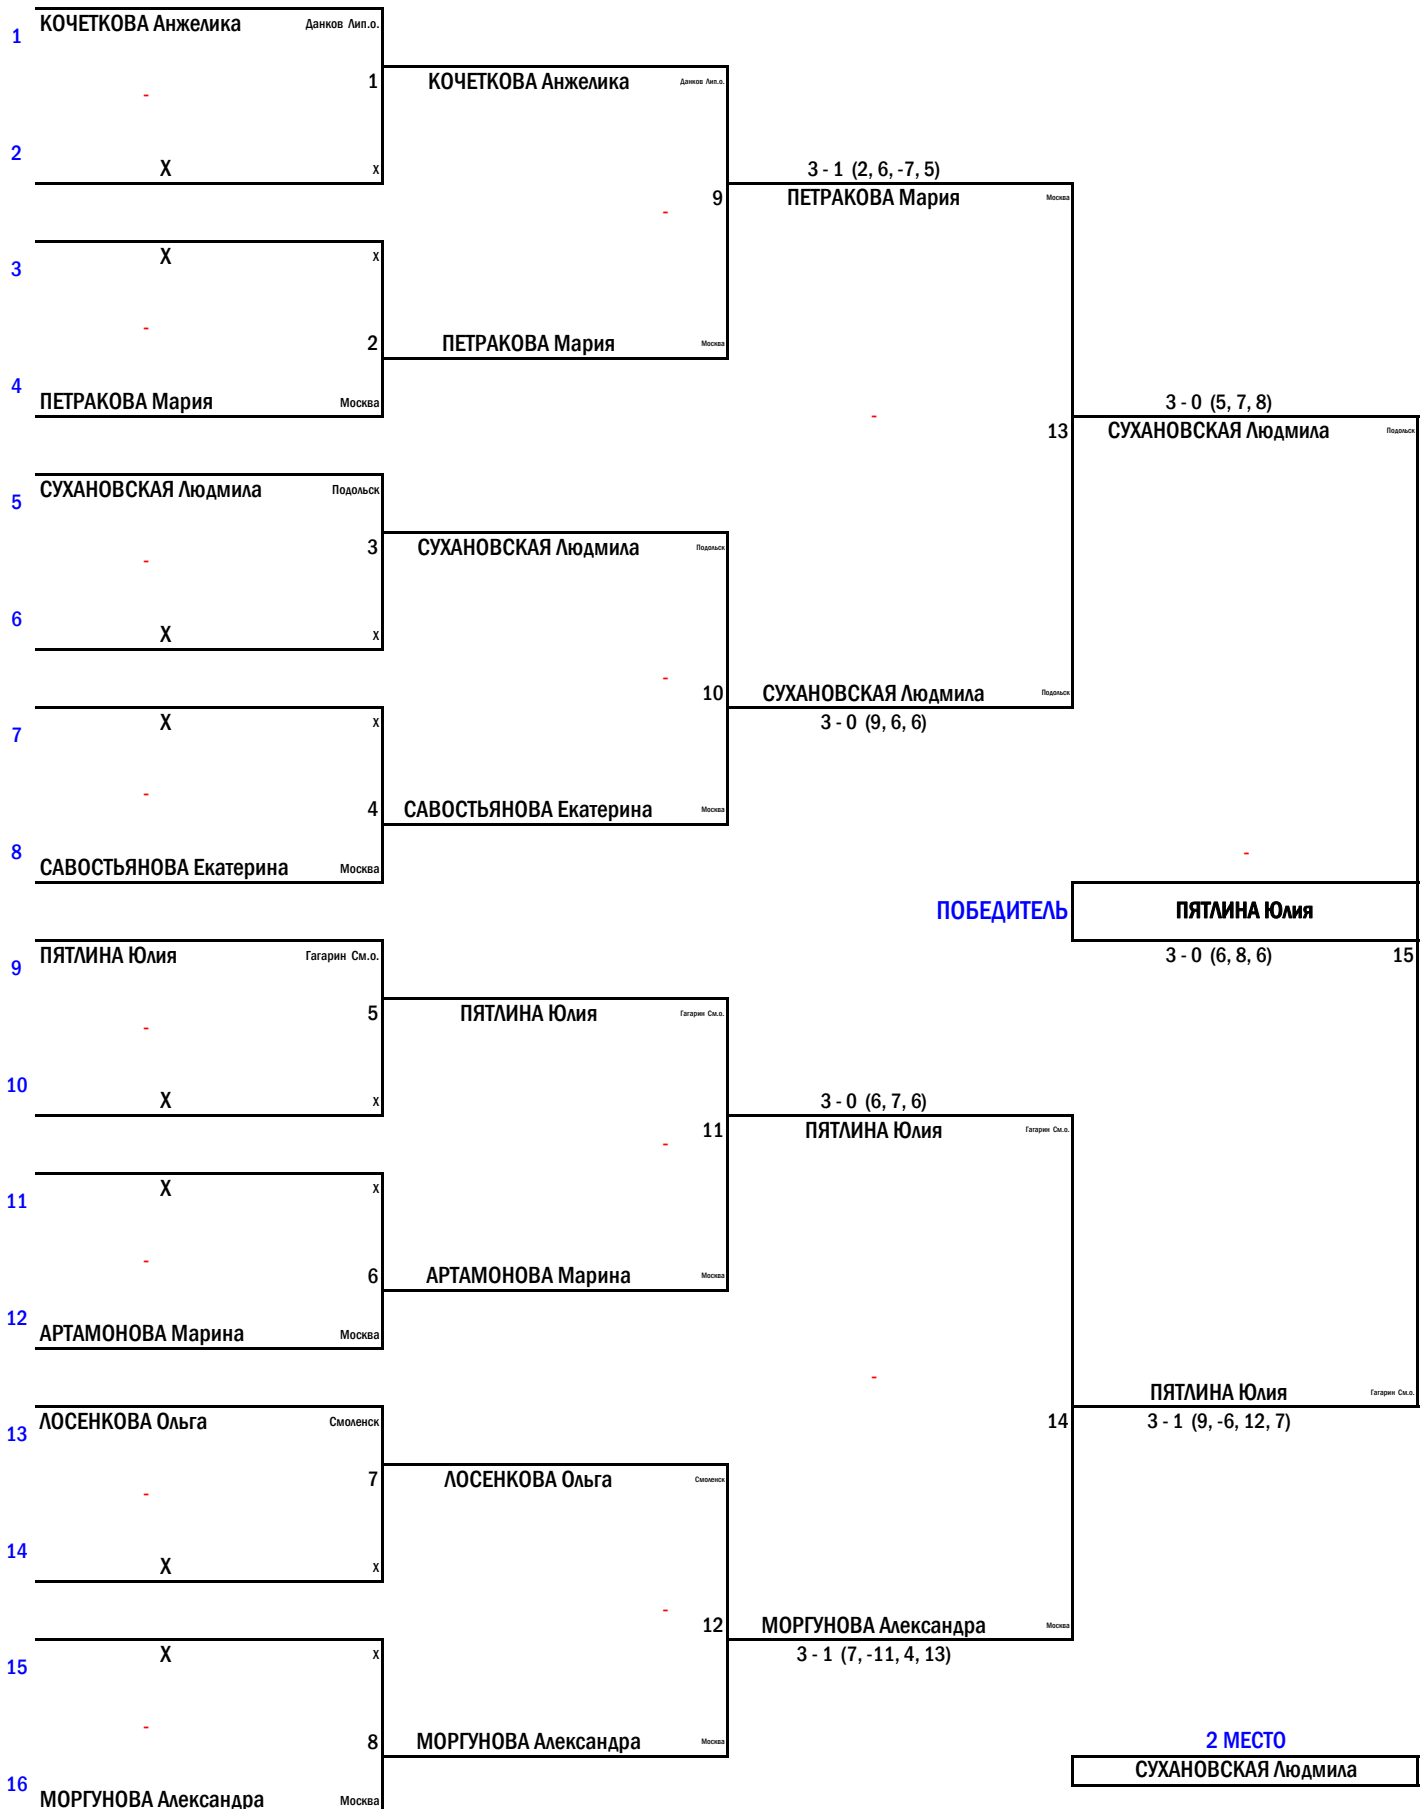 1 КОЧЕТКОВА Анжелика Данков Лип.о.
1 КОЧЕТКОВА Анжелика Данков Лип.о.
-
2 X X
3 - 1 (2, 6, -7, 5)
9 ПЕТРАКОВА Мария Москва
-
3 X X
-
2 ПЕТРАКОВА Мария Москва
4 ПЕТРАКОВА Мария Москва
-
3 - 0 (5, 7, 8)
13 СУХАНОВСКАЯ Людмила Подольск
5 СУХАНОВСКАЯ Людмила Подольск
3 СУХАНОВСКАЯ Людмила Подольск
-
6 X X
-
10 СУХАНОВСКАЯ Людмила Подольск
3 - 0 (9, 6, 6)
7 X X
-
4 САВОСТЬЯНОВА Екатерина Москва
8 САВОСТЬЯНОВА Екатерина Москва
-
ПОБЕДИТЕЛЬ ПЯТЛИНА Юлия
3 - 0 (6, 8, 6) 15
9 ПЯТЛИНА Юлия Гагарин См.о.
5 ПЯТЛИНА Юлия Гагарин См.о.
-
10 X X
3 - 0 (6, 7, 6)
11 ПЯТЛИНА Юлия Гагарин См.о.
-
11 X X
-
6 АРТАМОНОВА Марина Москва
12 АРТАМОНОВА Марина Москва
-
ПЯТЛИНА Юлия Гагарин См.о.
14 3 - 1 (9, -6, 12, 7)
13 ЛОСЕНКОВА Ольга Смоленск
7 ЛОСЕНКОВА Ольга Смоленск
-
14 X X
-
12 МОРГУНОВА Александра Москва
3 - 1 (7, -11, 4, 13)
15 X X
-
8 МОРГУНОВА Александра Москва
2 МЕСТО
СУХАНОВСКАЯ Людмила
16 МОРГУНОВА Александра Москва